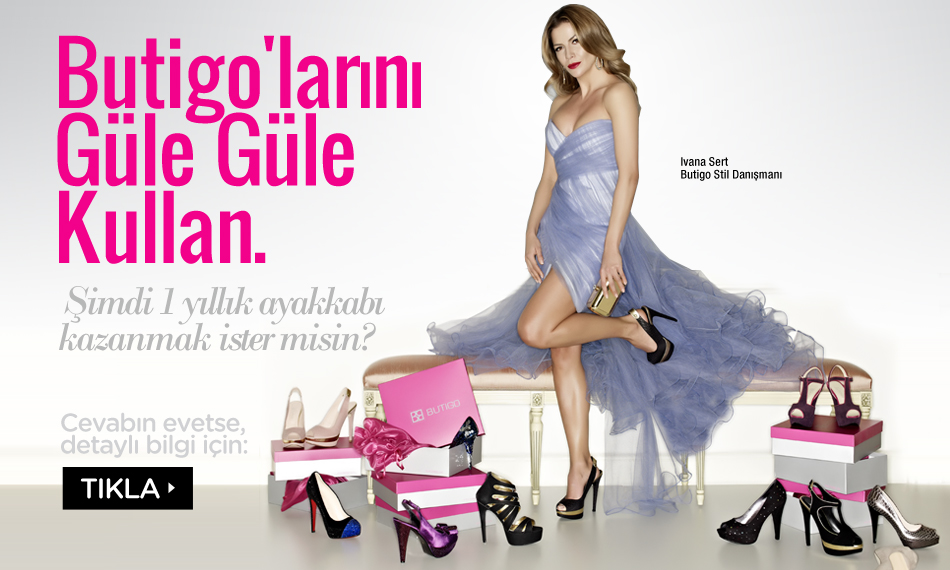 Butigo'larını
Güle Güle
Kullan.
Şimdi 1 yıllık ayakkabı
kazanmak ister misin?
Cevabın evetse,
detaylı bilgi için:
TIKLA
Ivana Sert
Butigo Stil Danışmanı
BUTIGO